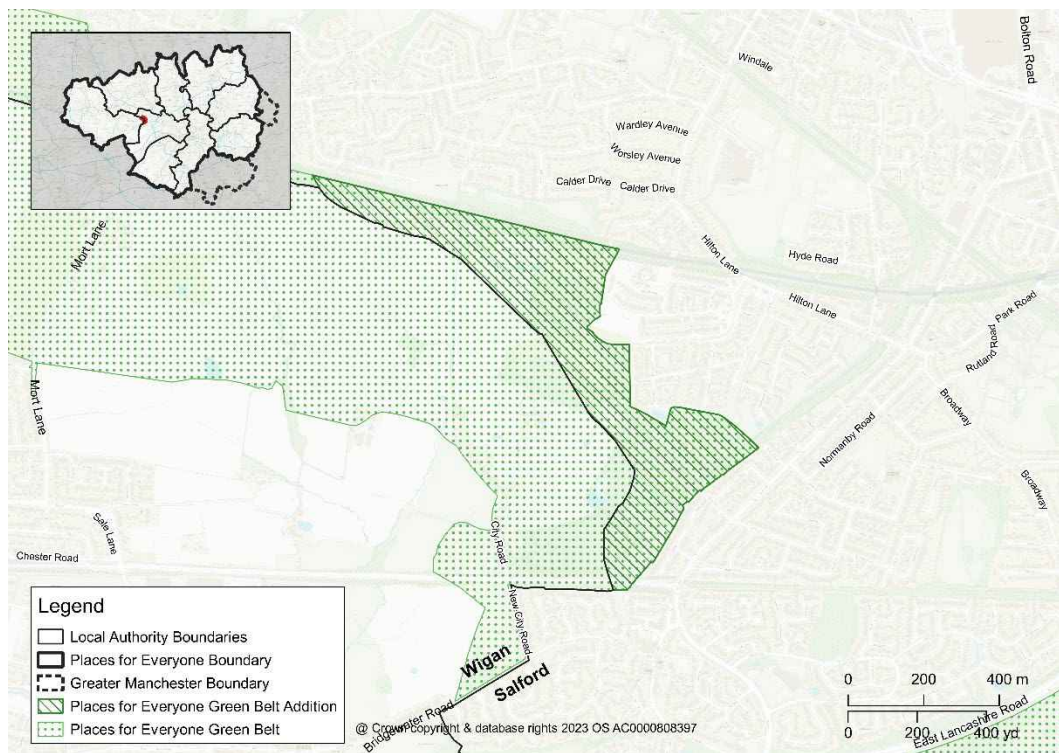 Bolton Road
Windale
Wardley Avenue
Worsley Avenue
Calder Drive
Calder Drive
Mort Lane
Hilton Lane
Hyde Road
Hilton Lane
Park Road
Rutland Road
Mort Lane
Broadway
Normanby Road
Broadway
Sale Lane
City Road
Chester Road
New City Road
Legend
Local Authority Boundaries
Places for Everyone Boundary
Greater Manchester Boundary
Places for Everyone Green Belt Addition
Places for Everyone Green Belt
Wigan
Salford
Bridgewater Road
@ Crown copyright & database rights 2023 OS AC0000808397
0 200 400 m
0 200 400 yd
East Lancashire Road